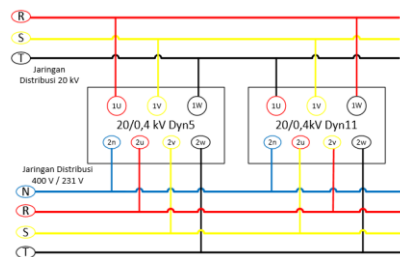 R
S
T
Jaringan
Distribusi 20 kV
1U 1V 1W 1U 1V 1W
20/0,4 kV Dyn5 20/0,4kV Dyn11
2n 2u 2v 2w 2n 2u 2v 2w
Jaringan Distribusi
400 V / 231 V
N
R
S
T